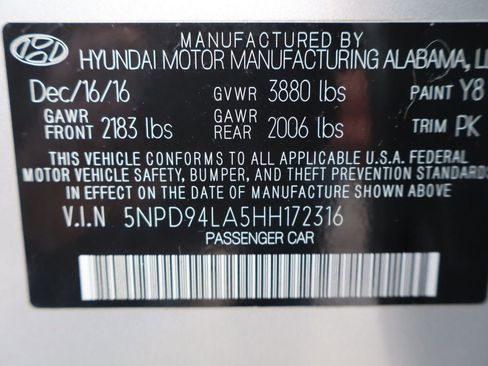 MANUFACTURED BY
HYUNDAI MOTOR MANUFACTURING ALABAMA, LL
Dec/16/16 GVWR 3880 lbs PAINT Y8
GAWR FRONT 2183 lbs GAWR REAR 2006 lbs TRIM PK
THIS VEHICLE CONFORMS TO ALL APPLICABLE U.S.A. FEDERAL
MOTOR VEHICLE SAFETY, BUMPER, AND THEFT PREVENTION STANDARDS
IN EFFECT ON THE DATE OF MANUFACTURE SHOWN ABOVE
V.I.N 5NPD94LA5HH172316
PASSENGER CAR